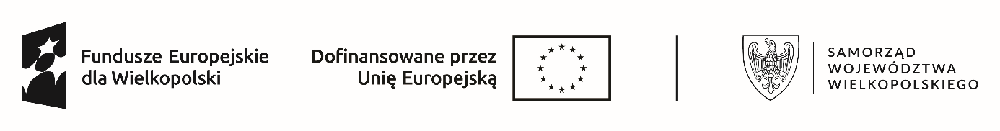 Fundusze Europejskie
dla Wielkopolski
Dofinansowane przez
Unię Europejską
SAMORZĄD
WOJEWÓDZTWA
WIELKOPOLSKIEGO